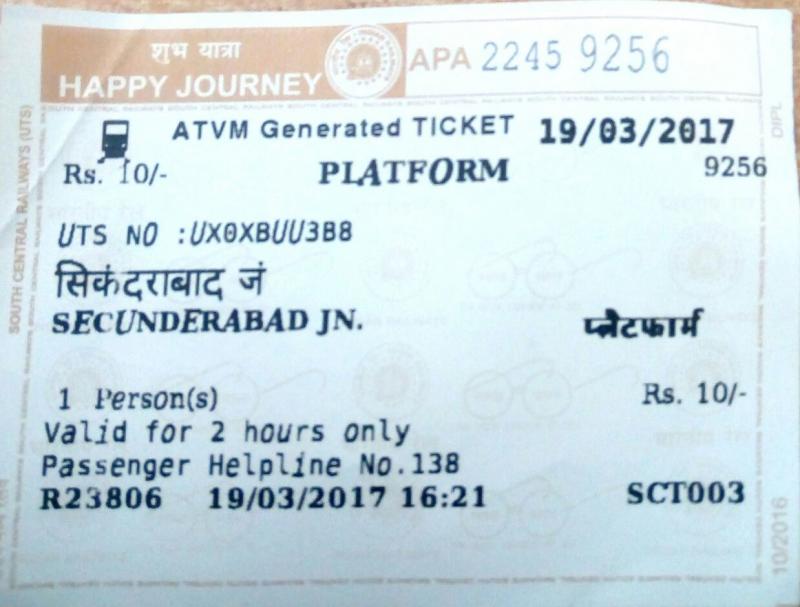 शुभ यात्रा
HAPPY JOURNEY
APA 2245 9256
ATVM Generated TICKET 19/03/2017
Rs. 10/- PLATFORM 9256
UTS NO :UX0XBUU3B8
सिकंदराबाद जं
SECUNDERABAD JN. प्लैटफार्म
1 Person(s) Rs. 10/-
Valid for 2 hours only
Passenger Helpline No.138
R23806 19/03/2017 16:21 SCT003
SOUTH CENTRAL RAILWAYS (UTS)
DIPL
10/2016